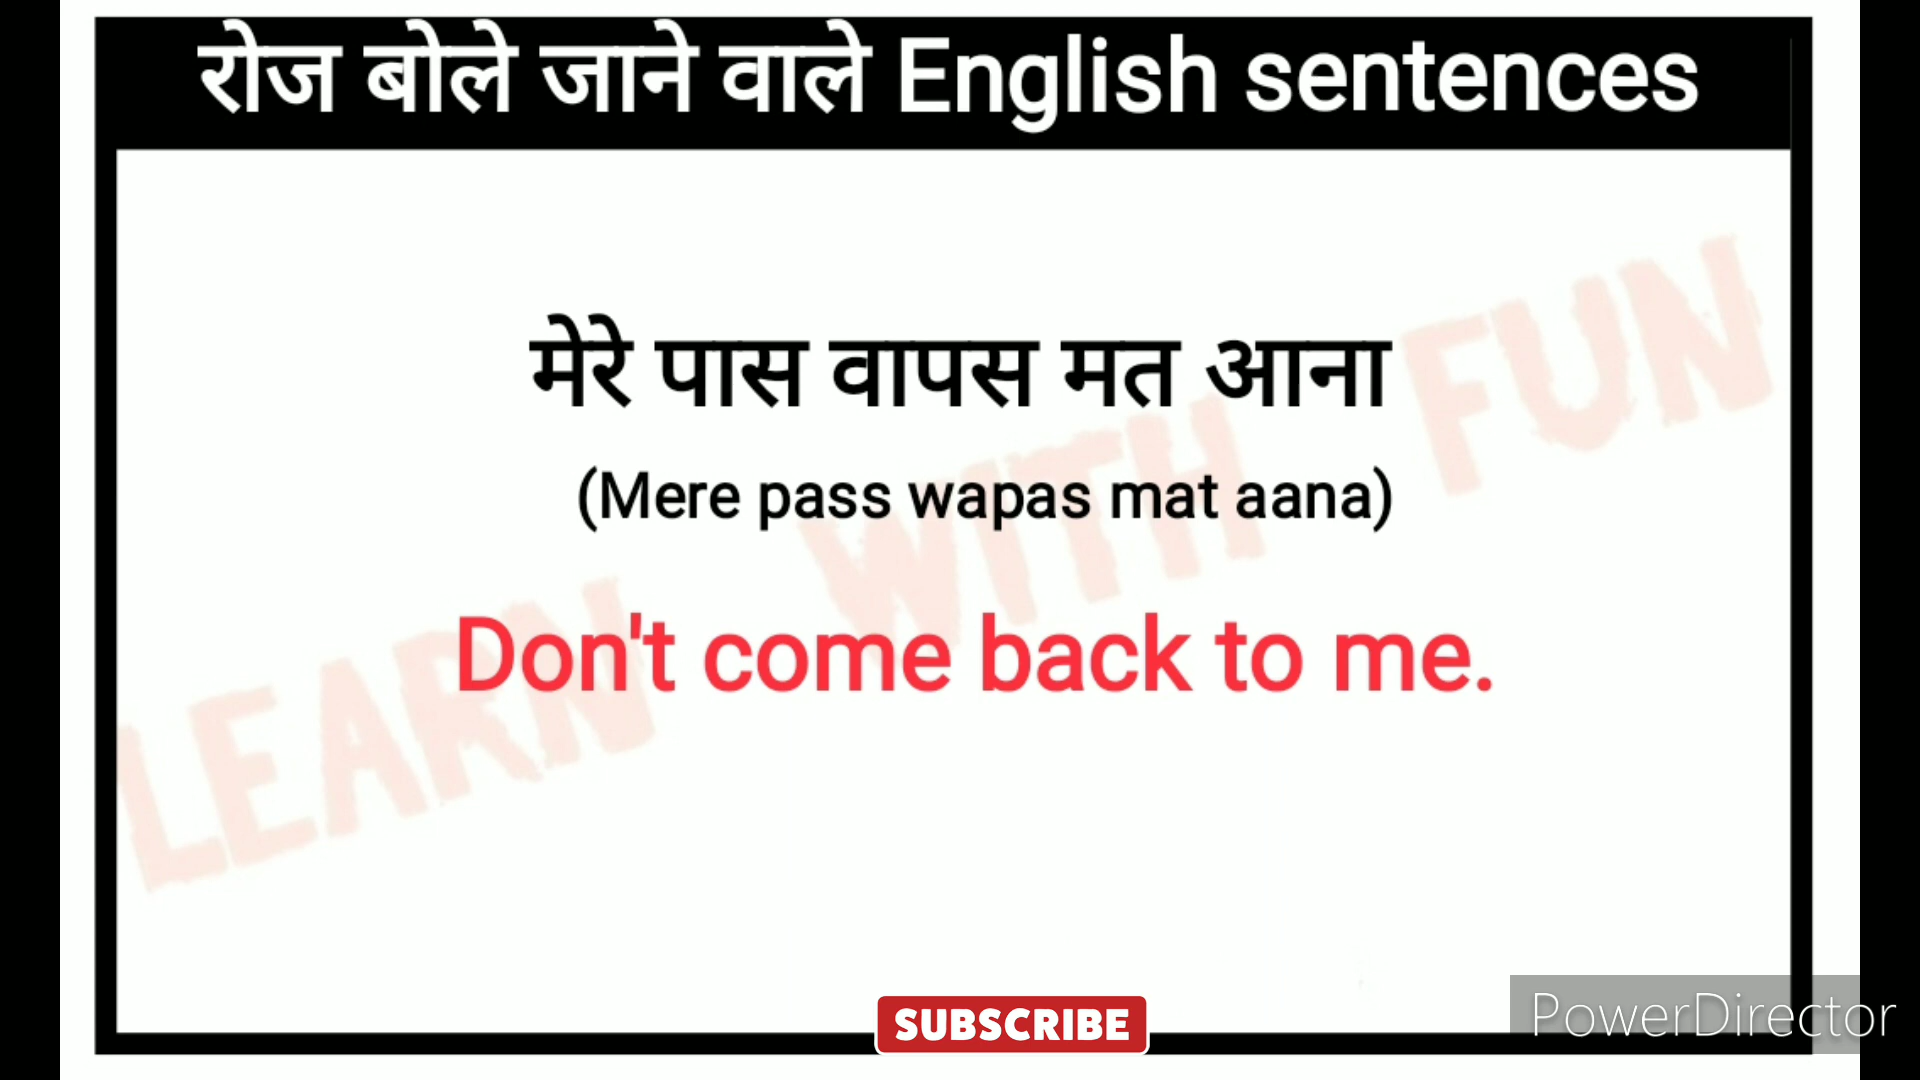 रोज बोले जाने वाले English sentences
मेरे पास वापस मत आना
(Mere pass wapas mat aana)
Don't come back to me.
LEARN WITH FUN
SUBSCRIBE
PowerDirector